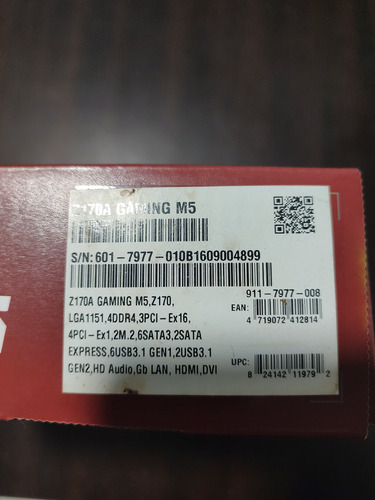 Z170A GAMING M5
S/N:601-7977-010B1609004899
911-7977-008
Z170A GAMING M5,Z170,
EAN:
LGA1151,4DDR4,3PCI-Ex16,
4 719072 412814
4PCI-Ex1,2M.2,6SATA3,2SATA
EXPRESS,6USB3.1 GEN1,2USB3.1
UPC:
GEN2,HD Audio,Gb LAN, HDMI,DVI
8 24142 11979 2